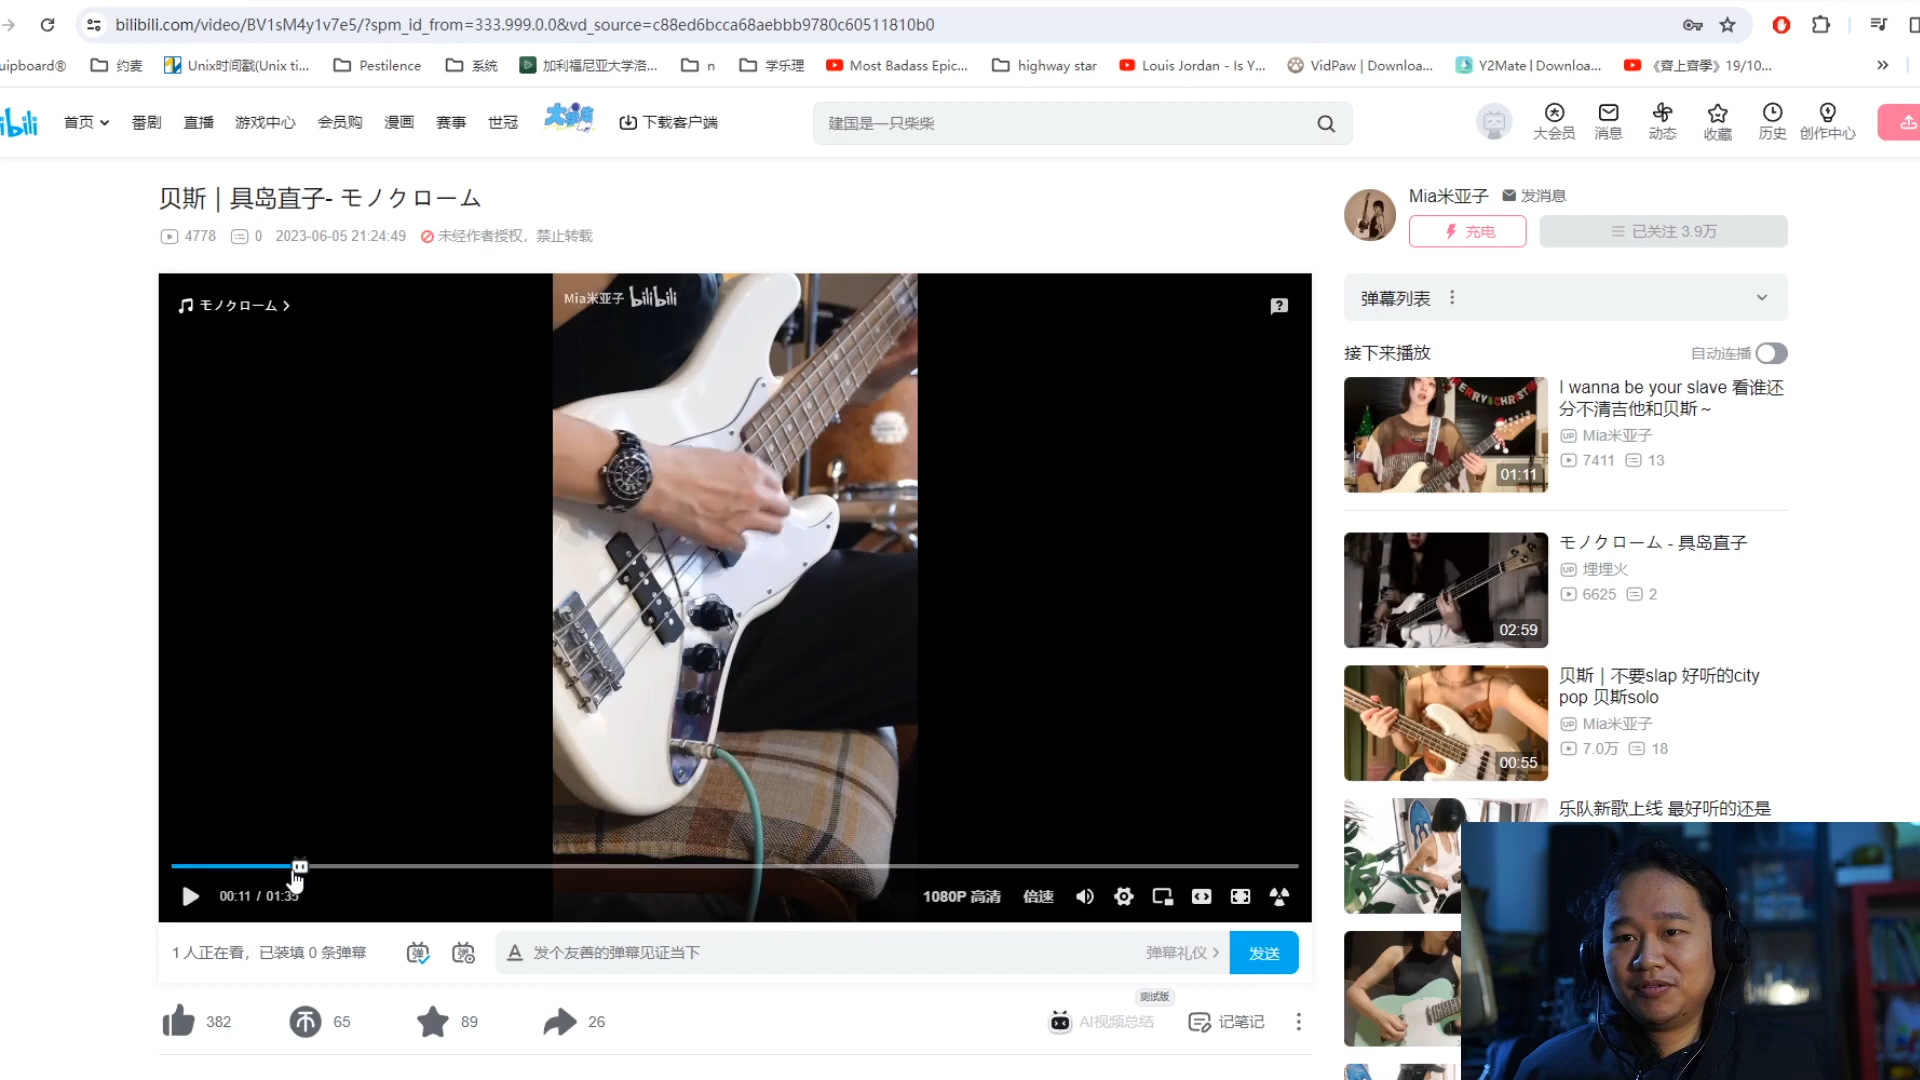 bilibili.com/video/BV1sM4y1v7e5/?spm_id_from=333.999.0.0&vd_source=c88ed6bcca68aebbb9780c60511810b0
uipboard® 约麦 Unix时间戳(Unix ti... Pestilence 系统 加利福尼亚大学洛... n 学乐理 Most Badass Epic... highway star Louis Jordan - Is Y... VidPaw | Downloa... Y2Mate | Downloa... 《齊上齊學》19/10... »
bilibili 首页 番剧 直播 游戏中心 会员购 漫画 赛事 世冠 下载客户端 建国是一只柴柴 大会员 消息 动态 收藏 历史 创作中心
贝斯｜具岛直子- モノクローム
4778 0 2023-06-05 21:24:49 未经作者授权，禁止转载
Mia米亚子 发消息
充电 已关注 3.9万
モノクローム
Mia米亚子 bilibili
弹幕列表
接下来播放 自动连播
I wanna be your slave 看谁还分不清吉他和贝斯～
UP Mia米亚子
7411 13
01:11
モノクローム - 具岛直子
UP 埋埋火
6625 2
02:59
贝斯｜不要slap 好听的city pop 贝斯solo
UP Mia米亚子
7.0万 18
00:55
乐队新歌上线 最好听的还是
00:11 / 01:35 1080P 高清 倍速
1 人正在看，已装填 0 条弹幕 弹 弹 A 发个友善的弹幕见证当下 弹幕礼仪 发送
382 65 89 26 测试版 AI视频总结 记笔记